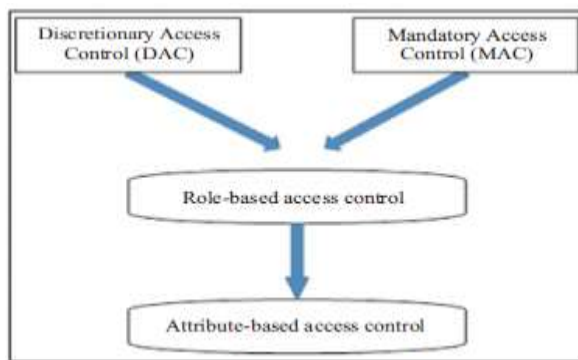 Discretionary Access
Control (DAC)
Mandatory Access
Control (MAC)
Role-based access control
Attribute-based access control